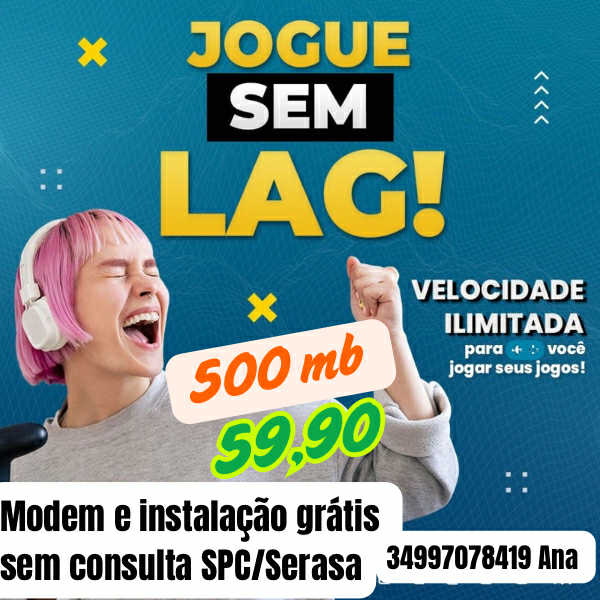 JOGUE
SEM
LAG!
VELOCIDADE
ILIMITADA
para você
jogar seus jogos!
500 mb
59,90
Modem e instalação grátis
sem consulta SPC/Serasa
34997078419 Ana